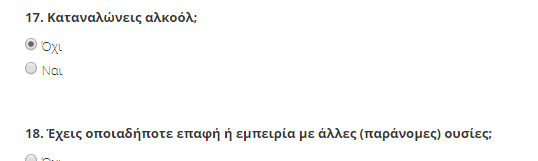 17. Καταναλώνεις αλκοόλ;
Όχι
Ναι
18. Έχεις οποιαδήποτε επαφή ή εμπειρία με άλλες (παράνομες) ουσίες;